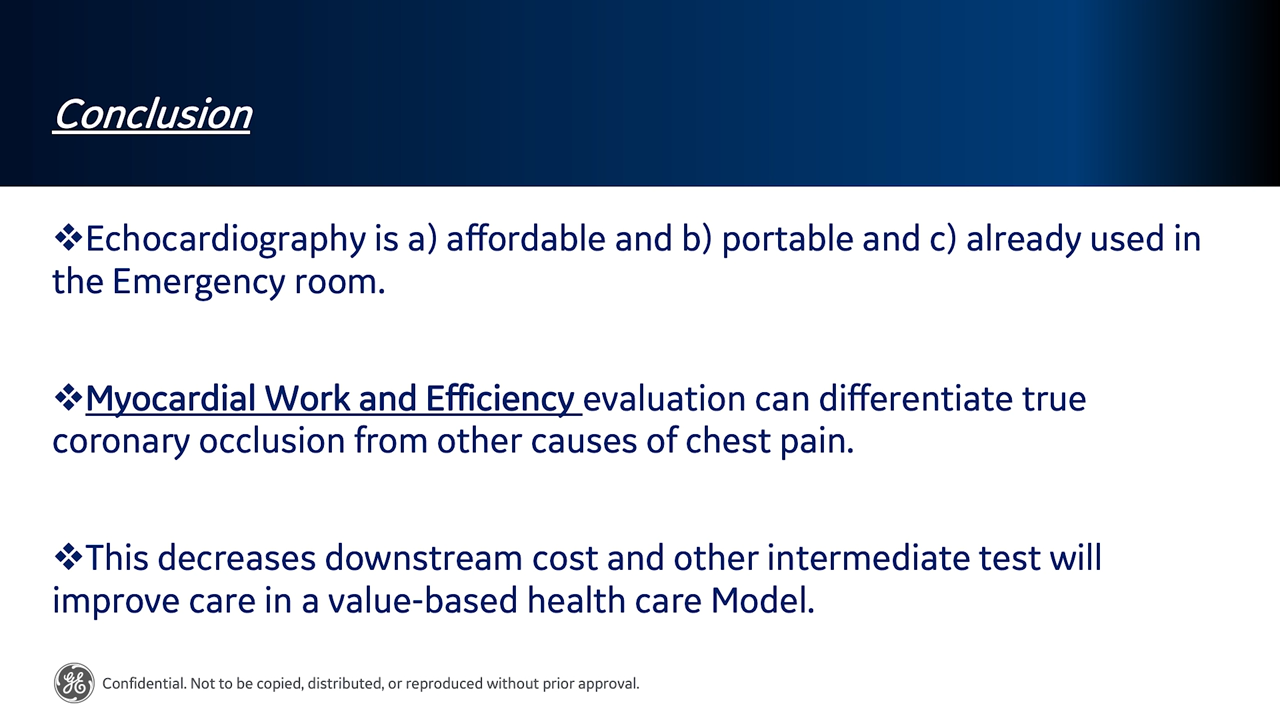 Conclusion
❖Echocardiography is a) affordable and b) portable and c) already used in
the Emergency room.
❖Myocardial Work and Efficiency evaluation can differentiate true
coronary occlusion from other causes of chest pain.
❖This decreases downstream cost and other intermediate test will
improve care in a value-based health care Model.
GE Confidential. Not to be copied, distributed, or reproduced without prior approval.